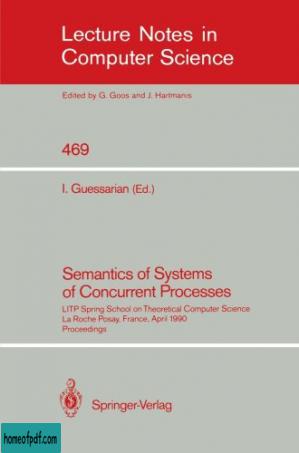 Lecture Notes in
Computer Science
Edited by G. Goos and J. Hartmanis
469
I. Guessarian (Ed.)
Semantics of Systems
of Concurrent Processes
LITP Spring School on Theoretical Computer Science
La Roche Posay, France, April 1990
Proceedings
Springer-Verlag
homeofpdf.com